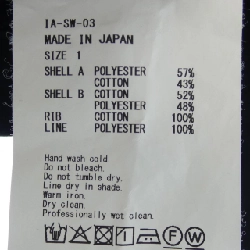 IA-SW-03
MADE IN JAPAN
SIZE 1
SHELL A POLYESTER 57%
COTTON 43%
SHELL B COTTON 52%
POLYESTER 48%
RIB COTTON 100%
LINE POLYESTER 100%
Hand wash cold
Do not bleach.
Do not tumble dry.
Line dry in shade.
Warm iron.
Dry clean.
Professionally wet clean.
F W